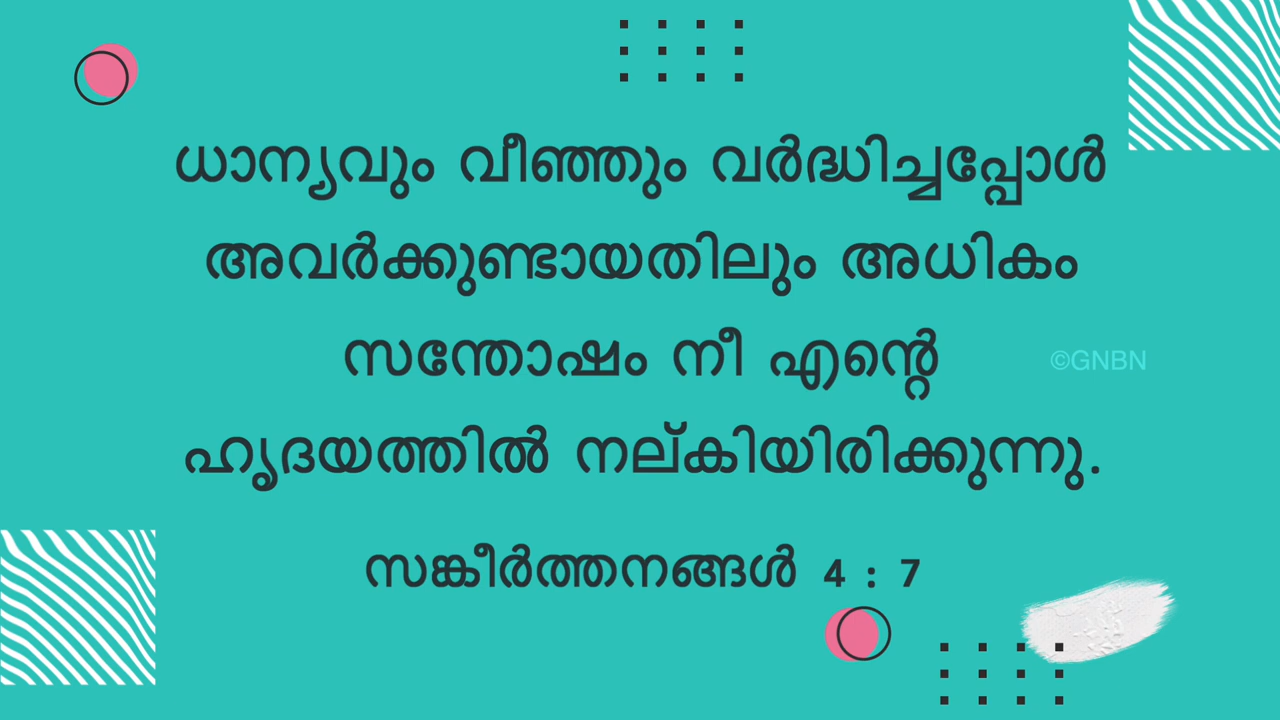 ധാന്യവും വീഞ്ഞും വർദ്ധിച്ചപ്പോൾ
അവർക്കുണ്ടായതിലും അധികം
സന്തോഷം നീ എന്റെ
©GNBN
ഹൃദയത്തിൽ നല്കിയിരിക്കുന്നു.
സങ്കീർത്തനങ്ങൾ 4 : 7